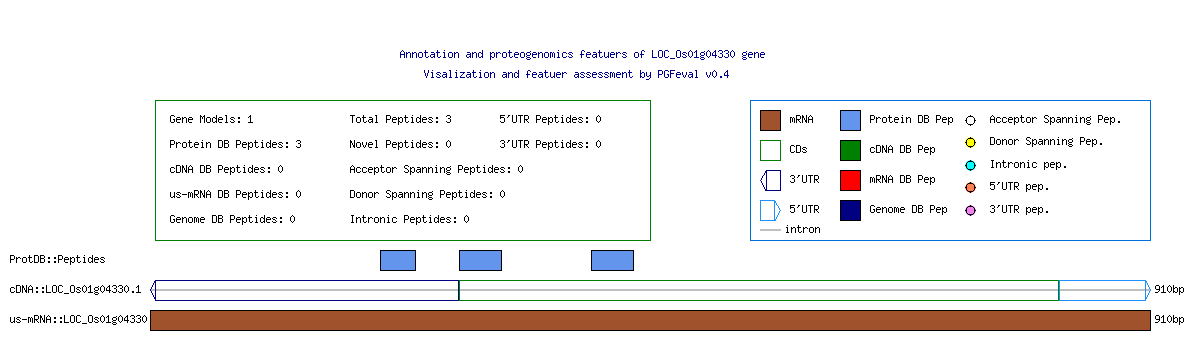 Annotation and proteogenomics featuers of LOC_Os01g04330 gene
Visalization and featuer assessment by PGFeval v0.4
Gene Models: 1 Total Peptides: 3 5'UTR Peptides: 0
Protein DB Peptides: 3 Novel Peptides: 0 3'UTR Peptides: 0
cDNA DB Peptides: 0 Acceptor Spanning Peptides: 0
us-mRNA DB Peptides: 0 Donor Spanning Peptides: 0
Genome DB Peptides: 0 Intronic Peptides: 0
mRNA Protein DB Pep Acceptor Spanning Pep.
CDs cDNA DB Pep Donor Spanning Pep.
3'UTR mRNA DB Pep Intronic pep.
5'UTR Genome DB Pep 5'UTR pep.
intron 3'UTR pep.
ProtDB::Peptides
cDNA::LOC_Os01g04330.1 910bp
us-mRNA::LOC_Os01g04330 910bp